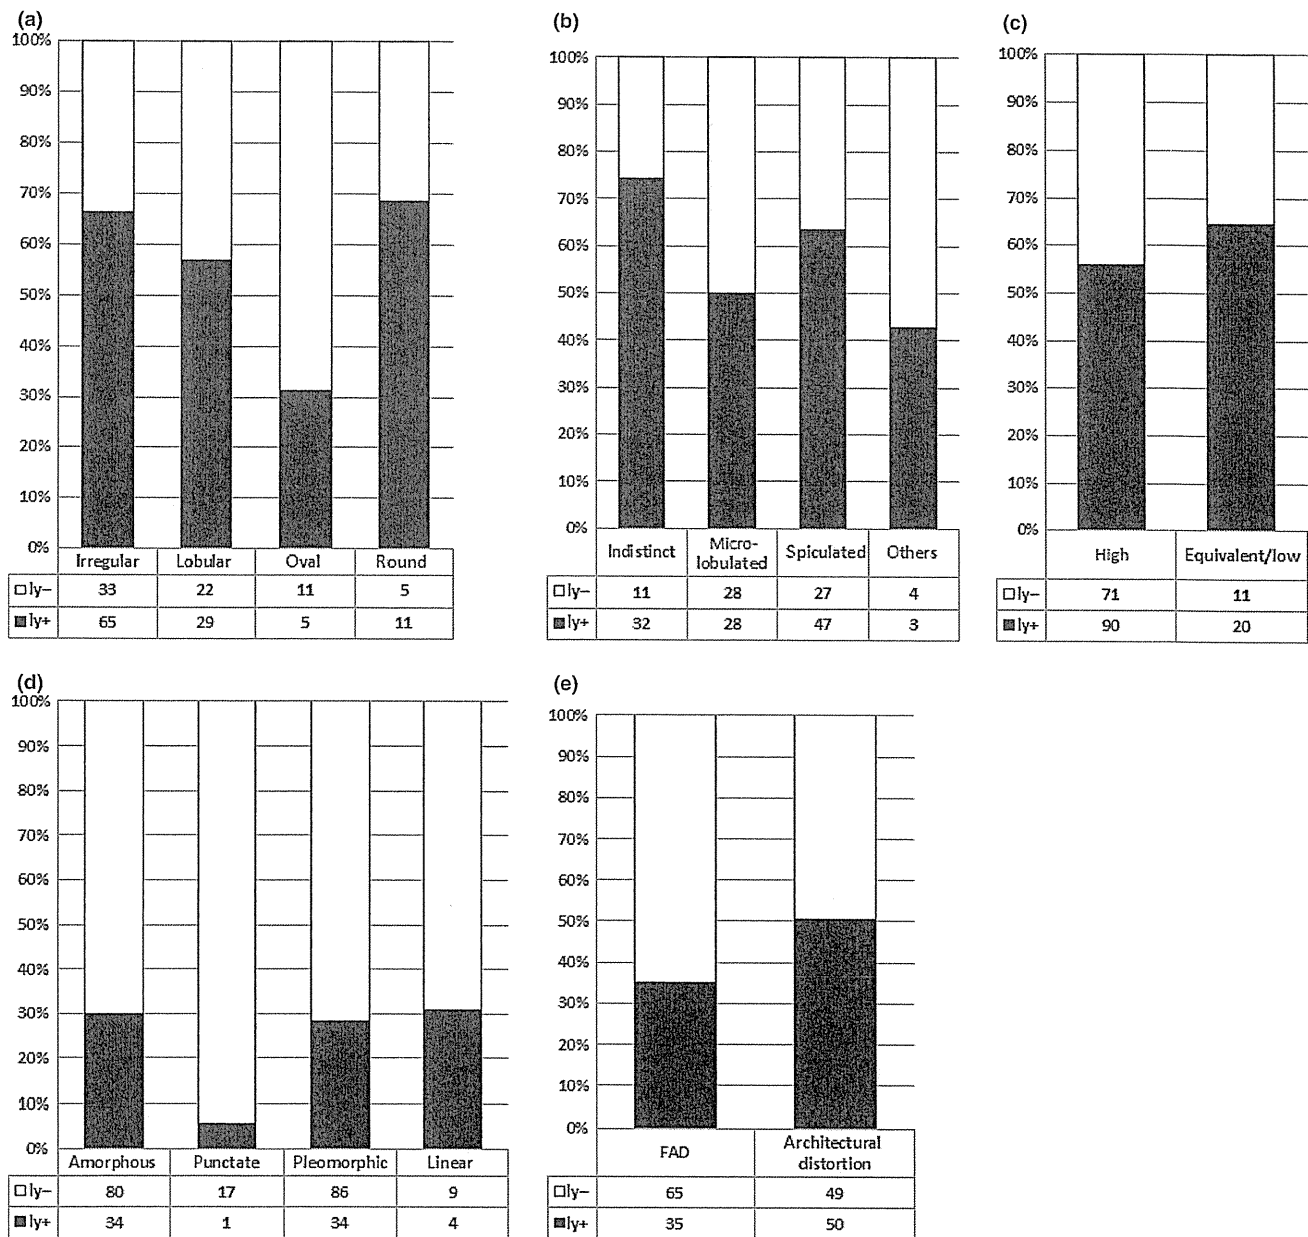 (a)
100%
90%
80%
70%
60%
50%
40%
30%
20%
10%
0%
Irregular Lobular Oval Round
ly− 33 22 11 5
ly+ 65 29 5 11
(b)
100%
90%
80%
70%
60%
50%
40%
30%
20%
10%
0%
Indistinct Micro- Spiculated Others
lobulated
ly− 11 28 27 4
ly+ 32 28 47 3
(c)
100%
90%
80%
70%
60%
50%
40%
30%
20%
10%
0%
High Equivalent/low
ly− 71 11
ly+ 90 20
(d)
100%
90%
80%
70%
60%
50%
40%
30%
20%
10%
0%
Amorphous Punctate Pleomorphic Linear
ly− 80 17 86 9
ly+ 34 1 34 4
(e)
100%
90%
80%
70%
60%
50%
40%
30%
20%
10%
0%
FAD Architectural
distortion
ly− 65 49
ly+ 35 50